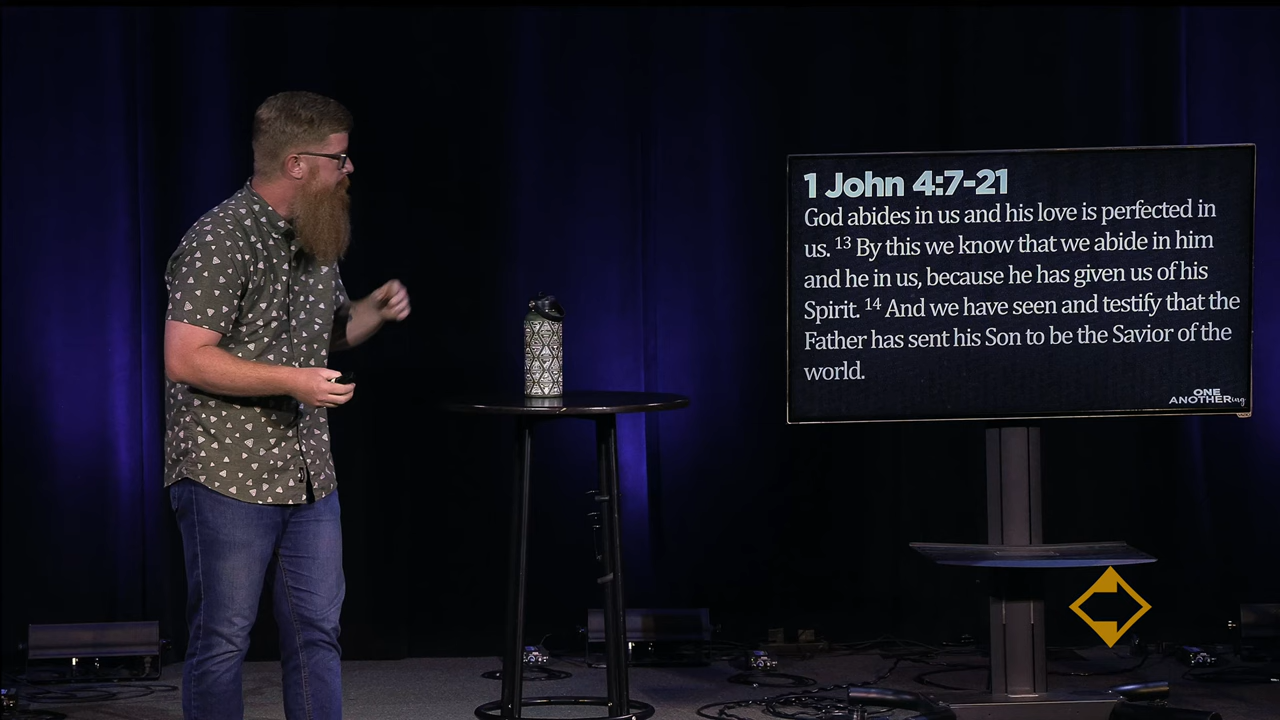 1 John 4:7-21
God abides in us and his love is perfected in
us. 13 By this we know that we abide in him
and he in us, because he has given us of his
Spirit. 14 And we have seen and testify that the
Father has sent his Son to be the Savior of the
world.
ONE
ANOTHERing